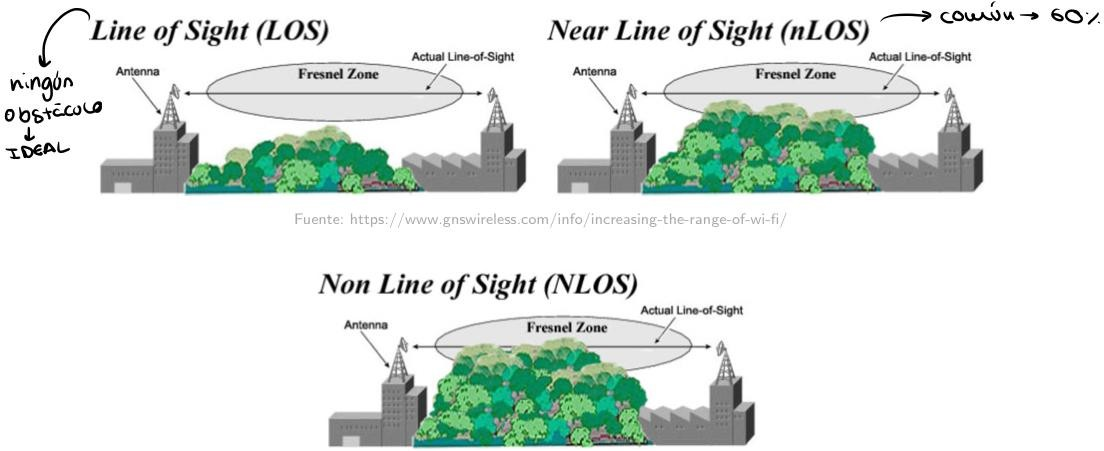 Line of Sight (LOS)
ningún
obstáculo
↓
IDEAL
Antenna
Fresnel Zone
Actual Line-of-Sight
Near Line of Sight (nLOS)
→ común → 60%
Antenna
Fresnel Zone
Actual Line-of-Sight
Fuente: https://www.gnswireless.com/info/increasing-the-range-of-wi-fi/
Non Line of Sight (NLOS)
Antenna
Fresnel Zone
Actual Line-of-Sight